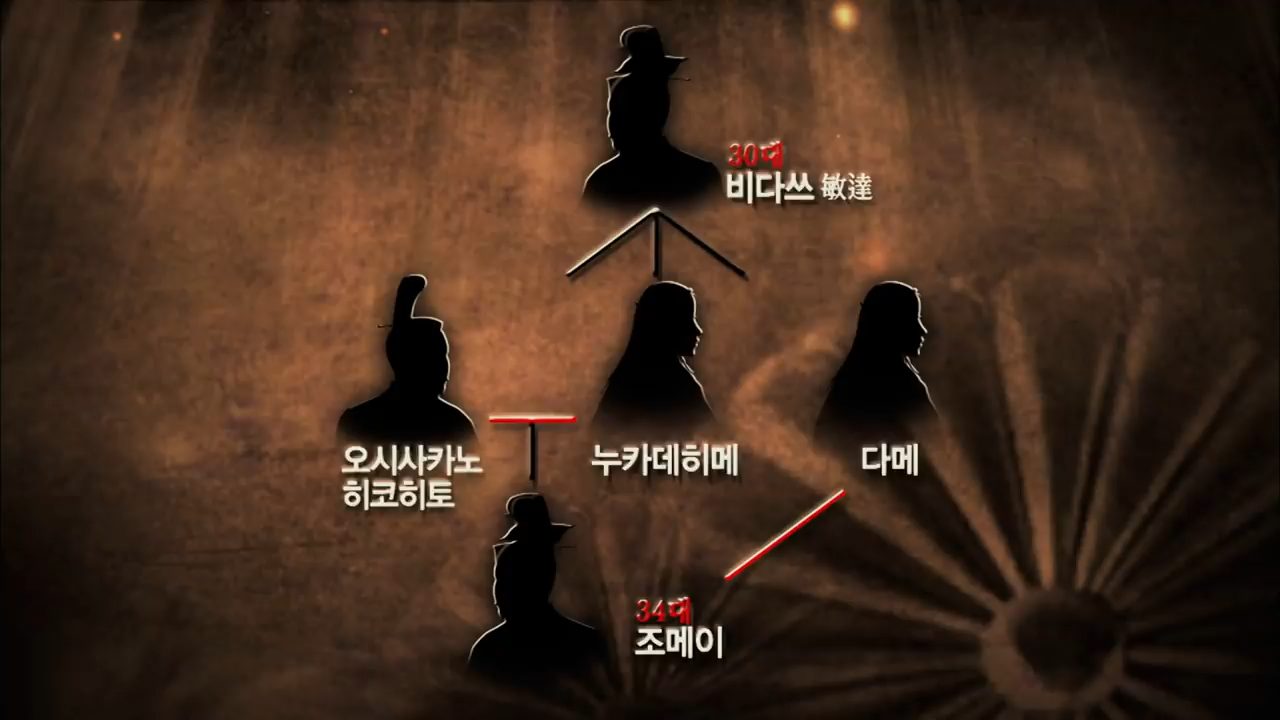 30대
비다쓰 敏達
오시사카노
히코히토
누카데히메
다메
34대
조메이